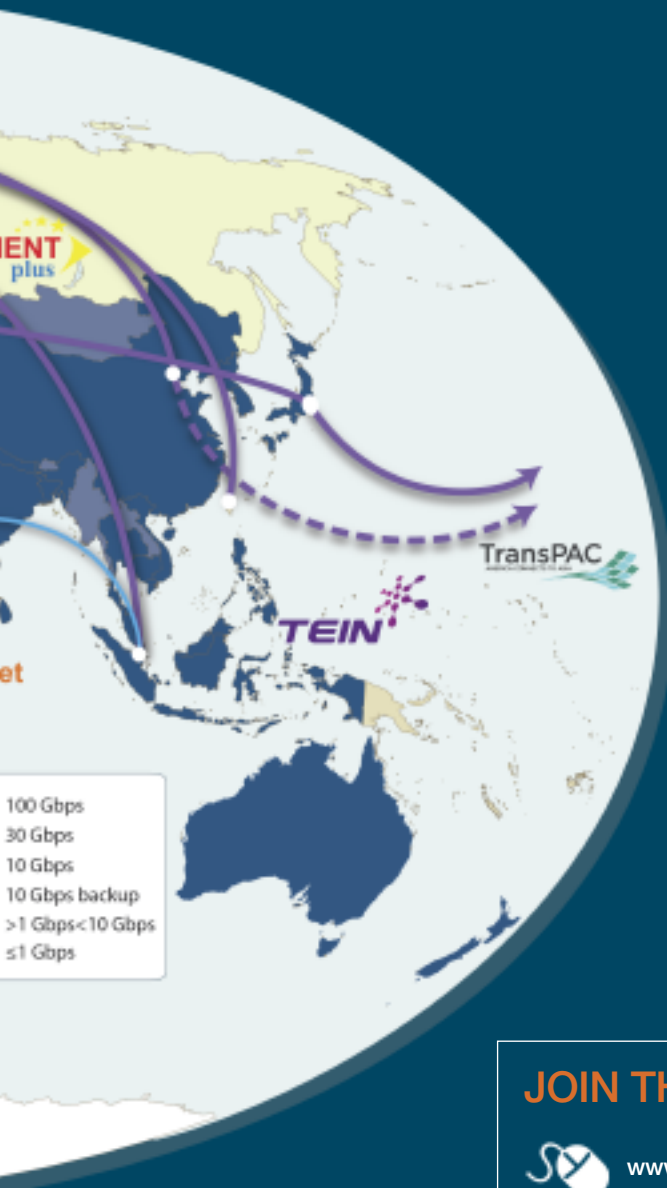 IENT
plus
TransPAC
TEIN
et
100 Gbps
30 Gbps
10 Gbps
10 Gbps backup
>1 Gbps<10 Gbps
≤1 Gbps
JOIN TH
www